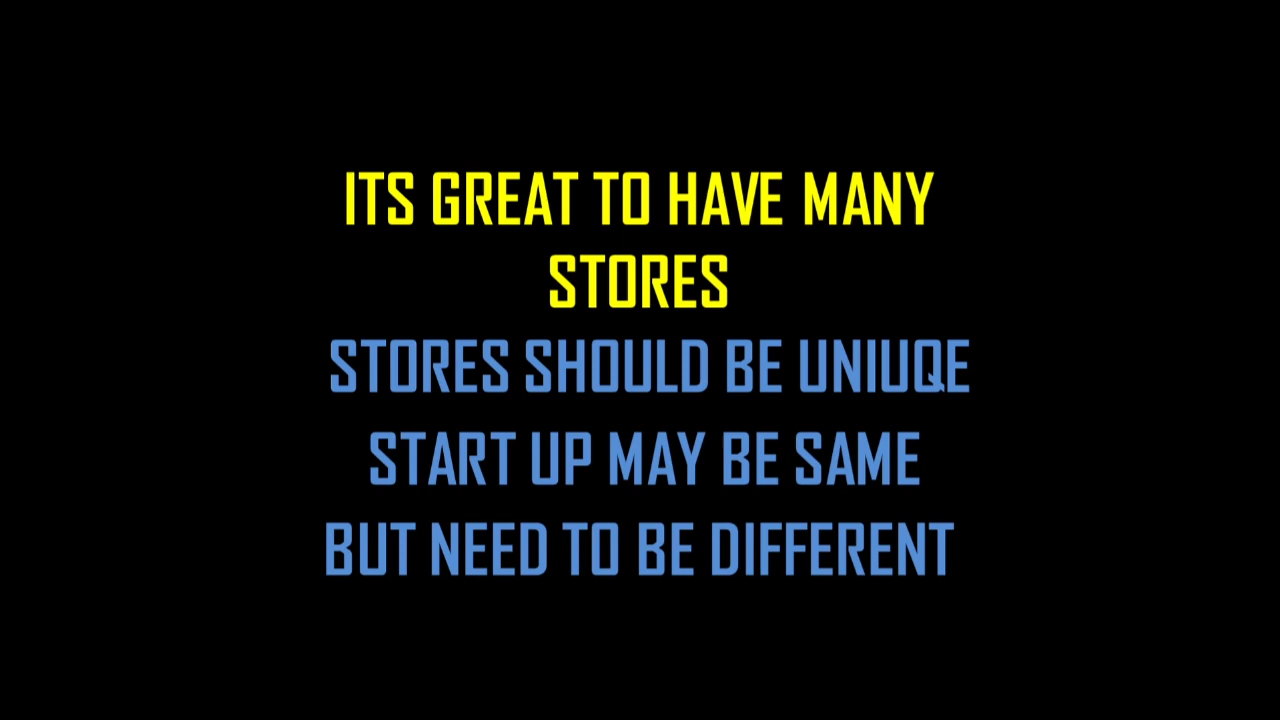 ITS GREAT TO HAVE MANY
STORES
STORES SHOULD BE UNIUQE
START UP MAY BE SAME
BUT NEED TO BE DIFFERENT